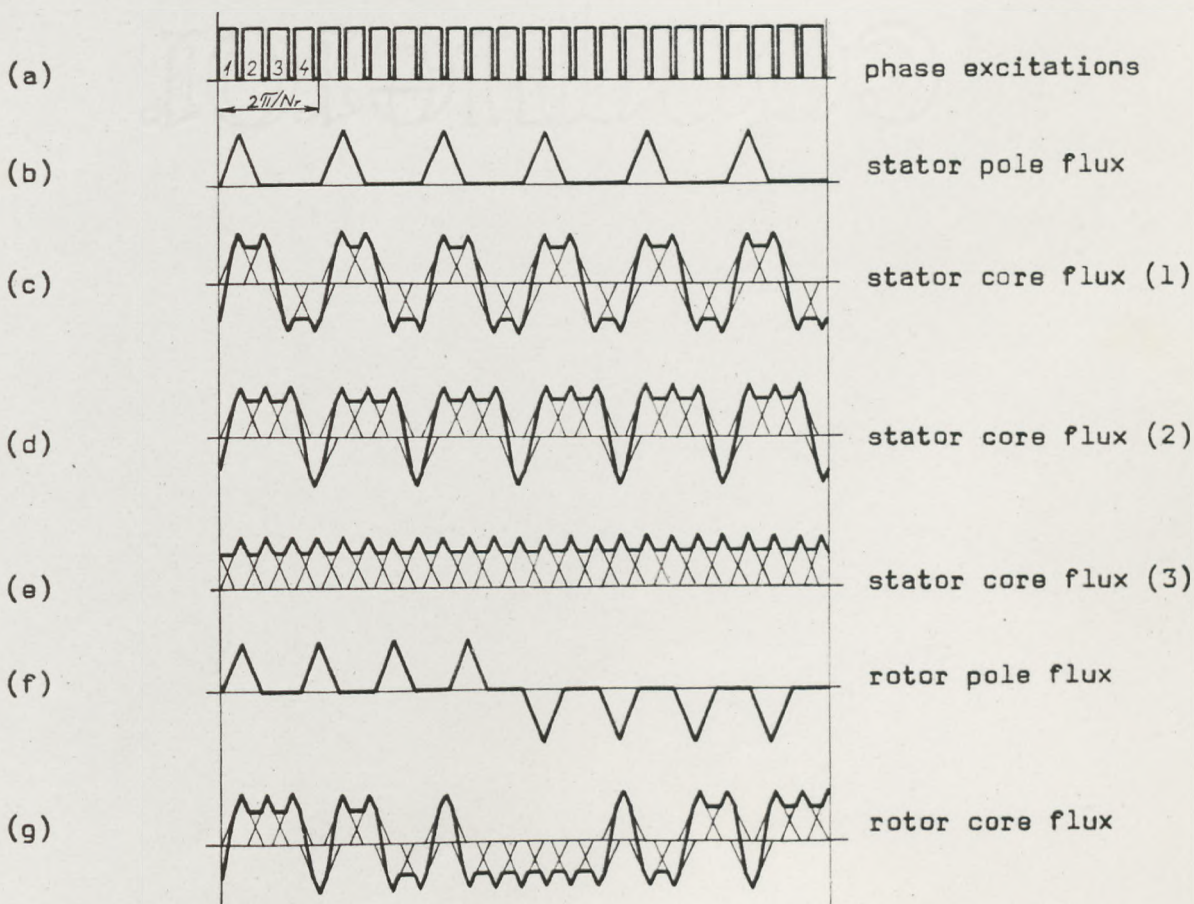 (a) 1 2 3 4 phase excitations
2π/Nr
(b) stator pole flux
(c) stator core flux (1)
(d) stator core flux (2)
(e) stator core flux (3)
(f) rotor pole flux
(g) rotor core flux